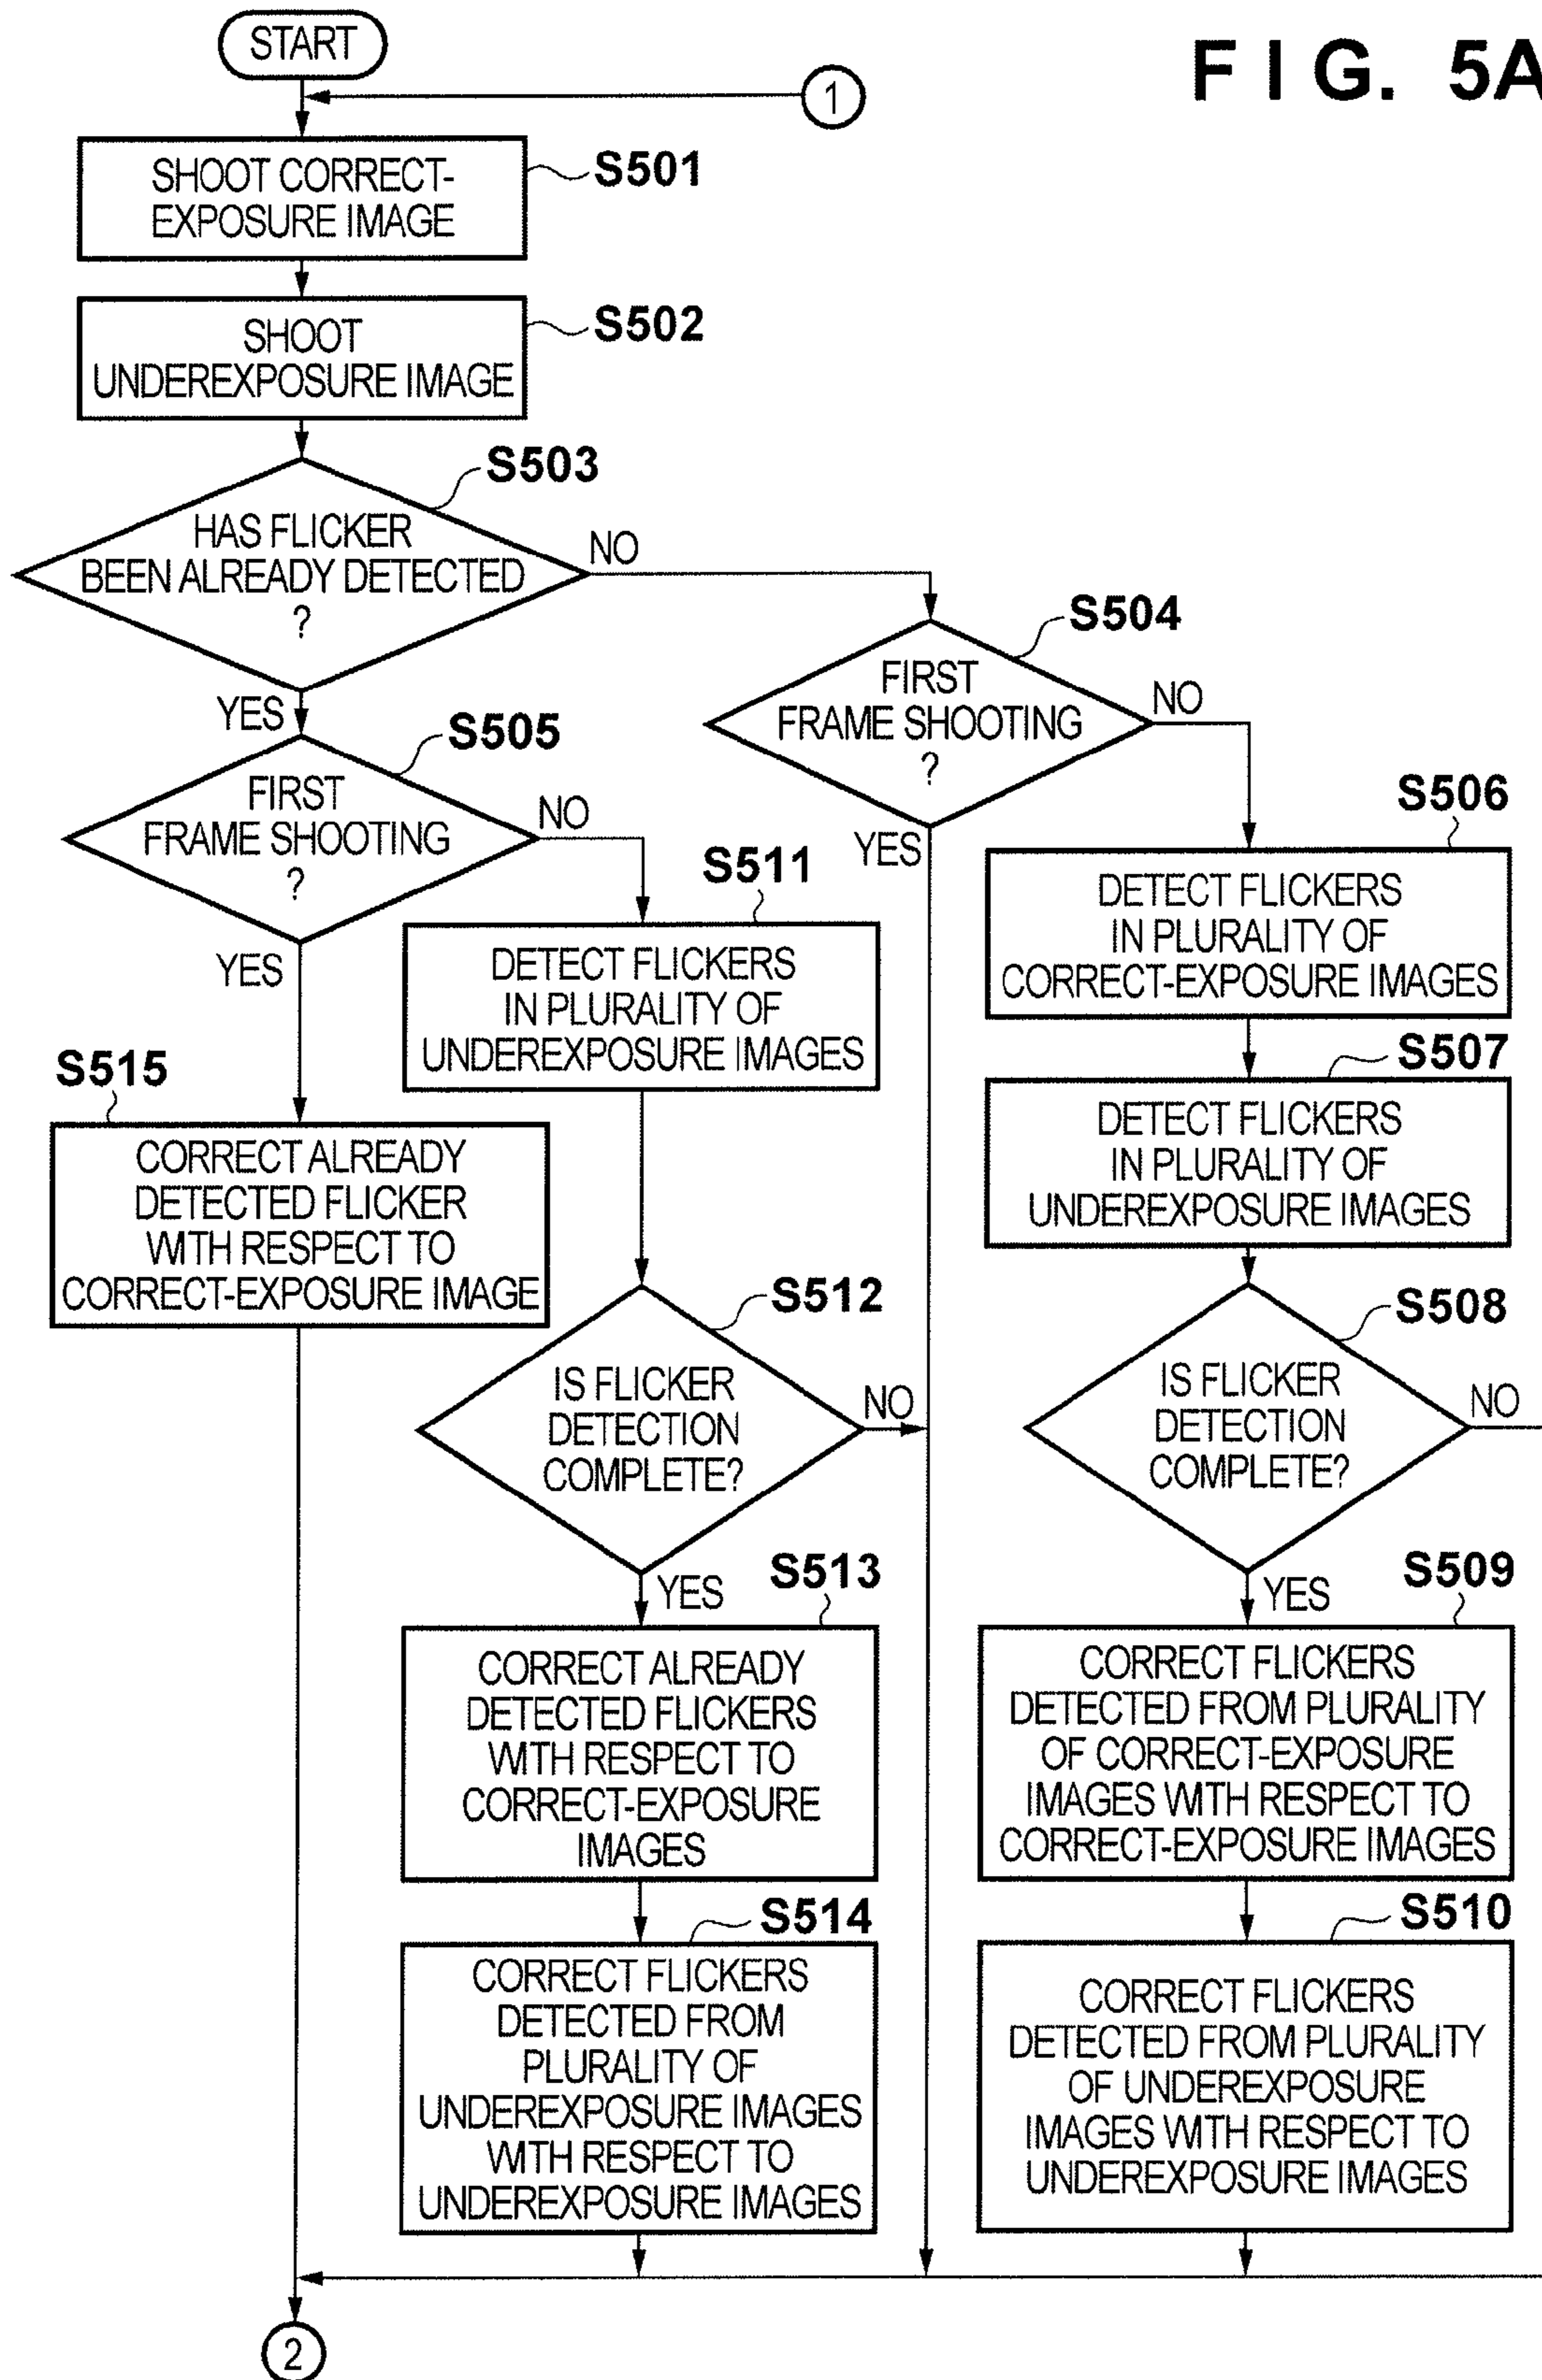 FIG. 5A
START
1
SHOOT CORRECT-
EXPOSURE IMAGE
S501
SHOOT
UNDEREXPOSURE IMAGE
S502
S503
HAS FLICKER
BEEN ALREADY DETECTED
?
NO
YES
S504
FIRST
FRAME SHOOTING
?
NO
YES
S505
FIRST
FRAME SHOOTING
?
NO
YES
S506
DETECT FLICKERS
IN PLURALITY OF
CORRECT-EXPOSURE IMAGES
S511
DETECT FLICKERS
IN PLURALITY OF
UNDEREXPOSURE IMAGES
S507
DETECT FLICKERS
IN PLURALITY OF
UNDEREXPOSURE IMAGES
S515
CORRECT ALREADY
DETECTED FLICKER
WITH RESPECT TO
CORRECT-EXPOSURE IMAGE
S512
IS FLICKER
DETECTION
COMPLETE?
NO
YES
S508
IS FLICKER
DETECTION
COMPLETE?
NO
YES
S513
CORRECT ALREADY
DETECTED FLICKERS
WITH RESPECT TO
CORRECT-EXPOSURE
IMAGES
S509
CORRECT FLICKERS
DETECTED FROM PLURALITY
OF CORRECT-EXPOSURE
IMAGES WITH RESPECT TO
CORRECT-EXPOSURE IMAGES
S514
CORRECT FLICKERS
DETECTED FROM
PLURALITY OF
UNDEREXPOSURE IMAGES
WITH RESPECT TO
UNDEREXPOSURE IMAGES
S510
CORRECT FLICKERS
DETECTED FROM PLURALITY
OF UNDEREXPOSURE
IMAGES WITH RESPECT TO
UNDEREXPOSURE IMAGES
2